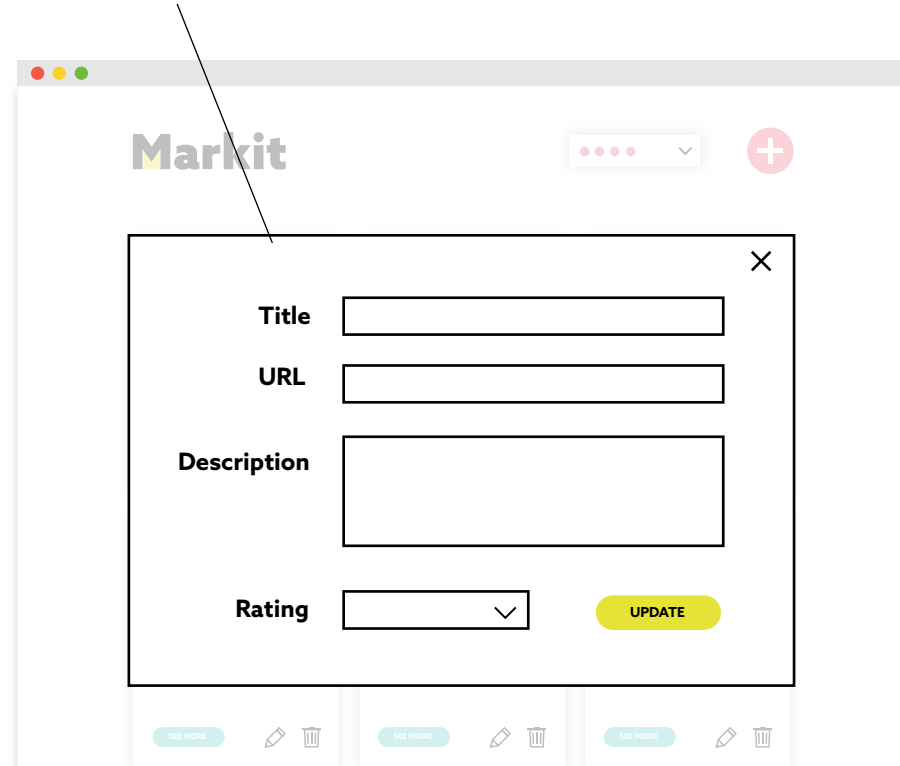 Markit
Title
URL
Description
Rating
UPDATE
SEE MORE
SEE MORE
SEE MORE